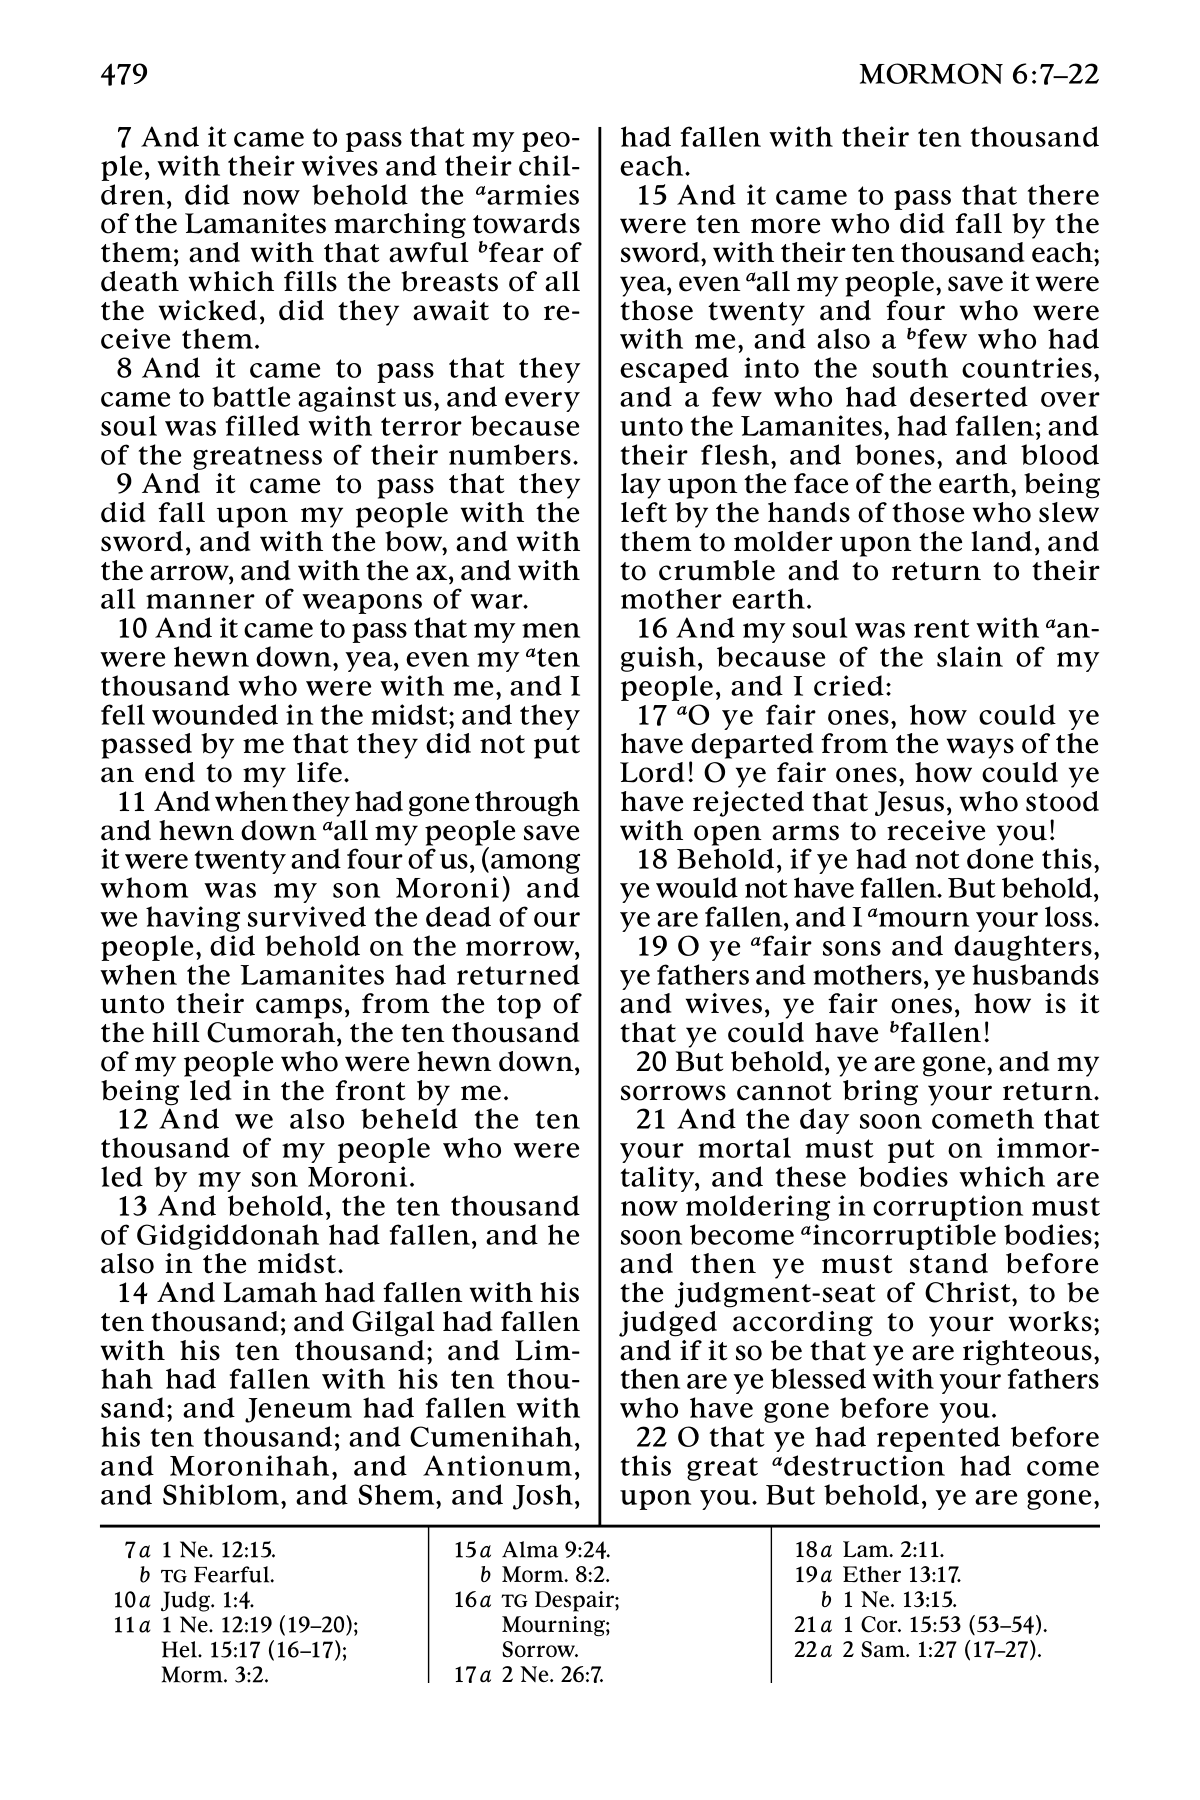 479
MORMON 6:7–22
7 And it came to pass that my peo-
ple, with their wives and their chil-
dren, did now behold the aarmies
of the Lamanites marching towards
them; and with that awful bfear of
death which fills the breasts of all
the wicked, did they await to re-
ceive them.
8 And it came to pass that they
came to battle against us, and every
soul was filled with terror because
of the greatness of their numbers.
9 And it came to pass that they
did fall upon my people with the
sword, and with the bow, and with
the arrow, and with the ax, and with
all manner of weapons of war.
10 And it came to pass that my men
were hewn down, yea, even my aten
thousand who were with me, and I
fell wounded in the midst; and they
passed by me that they did not put
an end to my life.
11 And when they had gone through
and hewn down aall my people save
it were twenty and four of us, (among
whom was my son Moroni) and
we having survived the dead of our
people, did behold on the morrow,
when the Lamanites had returned
unto their camps, from the top of
the hill Cumorah, the ten thousand
of my people who were hewn down,
being led in the front by me.
12 And we also beheld the ten
thousand of my people who were
led by my son Moroni.
13 And behold, the ten thousand
of Gidgiddonah had fallen, and he
also in the midst.
14 And Lamah had fallen with his
ten thousand; and Gilgal had fallen
with his ten thousand; and Lim-
hah had fallen with his ten thou-
sand; and Jeneum had fallen with
his ten thousand; and Cumenihah,
and Moronihah, and Antionum,
and Shiblom, and Shem, and Josh,
had fallen with their ten thousand
each.
15 And it came to pass that there
were ten more who did fall by the
sword, with their ten thousand each;
yea, even aall my people, save it were
those twenty and four who were
with me, and also a bfew who had
escaped into the south countries,
and a few who had deserted over
unto the Lamanites, had fallen; and
their flesh, and bones, and blood
lay upon the face of the earth, being
left by the hands of those who slew
them to molder upon the land, and
to crumble and to return to their
mother earth.
16 And my soul was rent with aan-
guish, because of the slain of my
people, and I cried:
17 aO ye fair ones, how could ye
have departed from the ways of the
Lord! O ye fair ones, how could ye
have rejected that Jesus, who stood
with open arms to receive you!
18 Behold, if ye had not done this,
ye would not have fallen. But behold,
ye are fallen, and I amourn your loss.
19 O ye afair sons and daughters,
ye fathers and mothers, ye husbands
and wives, ye fair ones, how is it
that ye could have bfallen!
20 But behold, ye are gone, and my
sorrows cannot bring your return.
21 And the day soon cometh that
your mortal must put on immor-
tality, and these bodies which are
now moldering in corruption must
soon become aincorruptible bodies;
and then ye must stand before
the judgment-seat of Christ, to be
judged according to your works;
and if it so be that ye are righteous,
then are ye blessed with your fathers
who have gone before you.
22 O that ye had repented before
this great adestruction had come
upon you. But behold, ye are gone,
7a 1 Ne. 12:15.
b TG Fearful.
10a Judg. 1:4.
11a 1 Ne. 12:19 (19–20);
Hel. 15:17 (16–17);
Morm. 3:2.
15a Alma 9:24.
b Morm. 8:2.
16a TG Despair;
Mourning;
Sorrow.
17a 2 Ne. 26:7.
18a Lam. 2:11.
19a Ether 13:17.
b 1 Ne. 13:15.
21a 1 Cor. 15:53 (53–54).
22a 2 Sam. 1:27 (17–27).